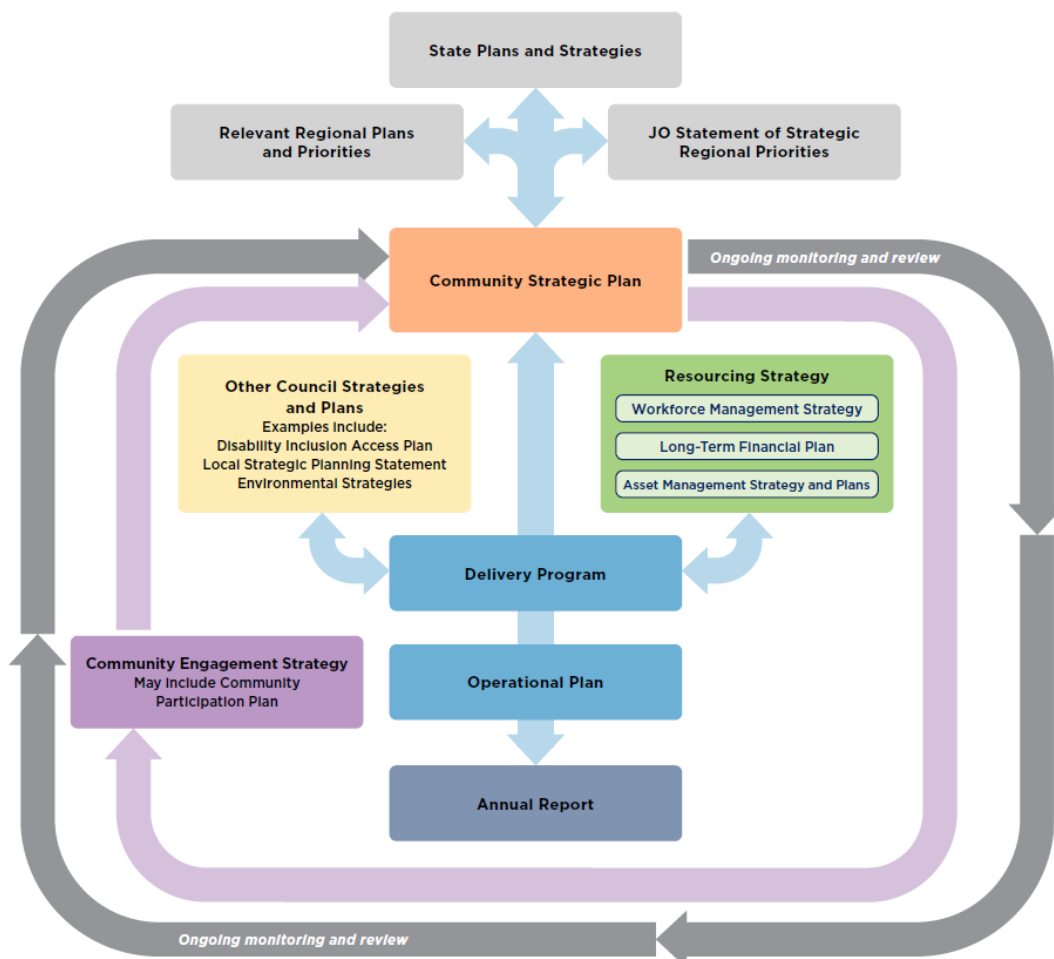 State Plans and Strategies
Relevant Regional Plans
and Priorities
JO Statement of Strategic
Regional Priorities
Community Strategic Plan
Ongoing monitoring and review
Other Council Strategies
and Plans
Examples include:
Disability Inclusion Access Plan
Local Strategic Planning Statement
Environmental Strategies
Resourcing Strategy
Workforce Management Strategy
Long-Term Financial Plan
Asset Management Strategy and Plans
Delivery Program
Community Engagement Strategy
May include Community
Participation Plan
Operational Plan
Annual Report
Ongoing monitoring and review